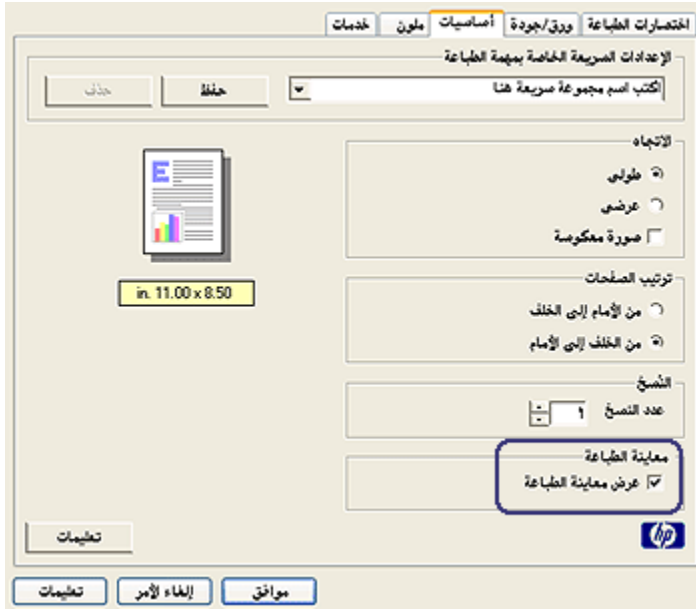 اختصارات الطباعة ورق/جودة أساسيات ملون خدمات
الإعدادات السريعة الخاصة بمهمة الطباعة
اكتب اسم مجموعة سريعة هنا حفظ حذف
الاتجاه
طولي
عرضي
صورة معكوسة
E
in. 11.00 x 8.50
ترتيب الصفحات
من الأمام إلى الخلف
من الخلف إلى الأمام
النُسخ
عدد النسخ ١
معاينة الطباعة
عرض معاينة الطباعة
hp
تعليمات
موافق إلغاء الأمر تعليمات